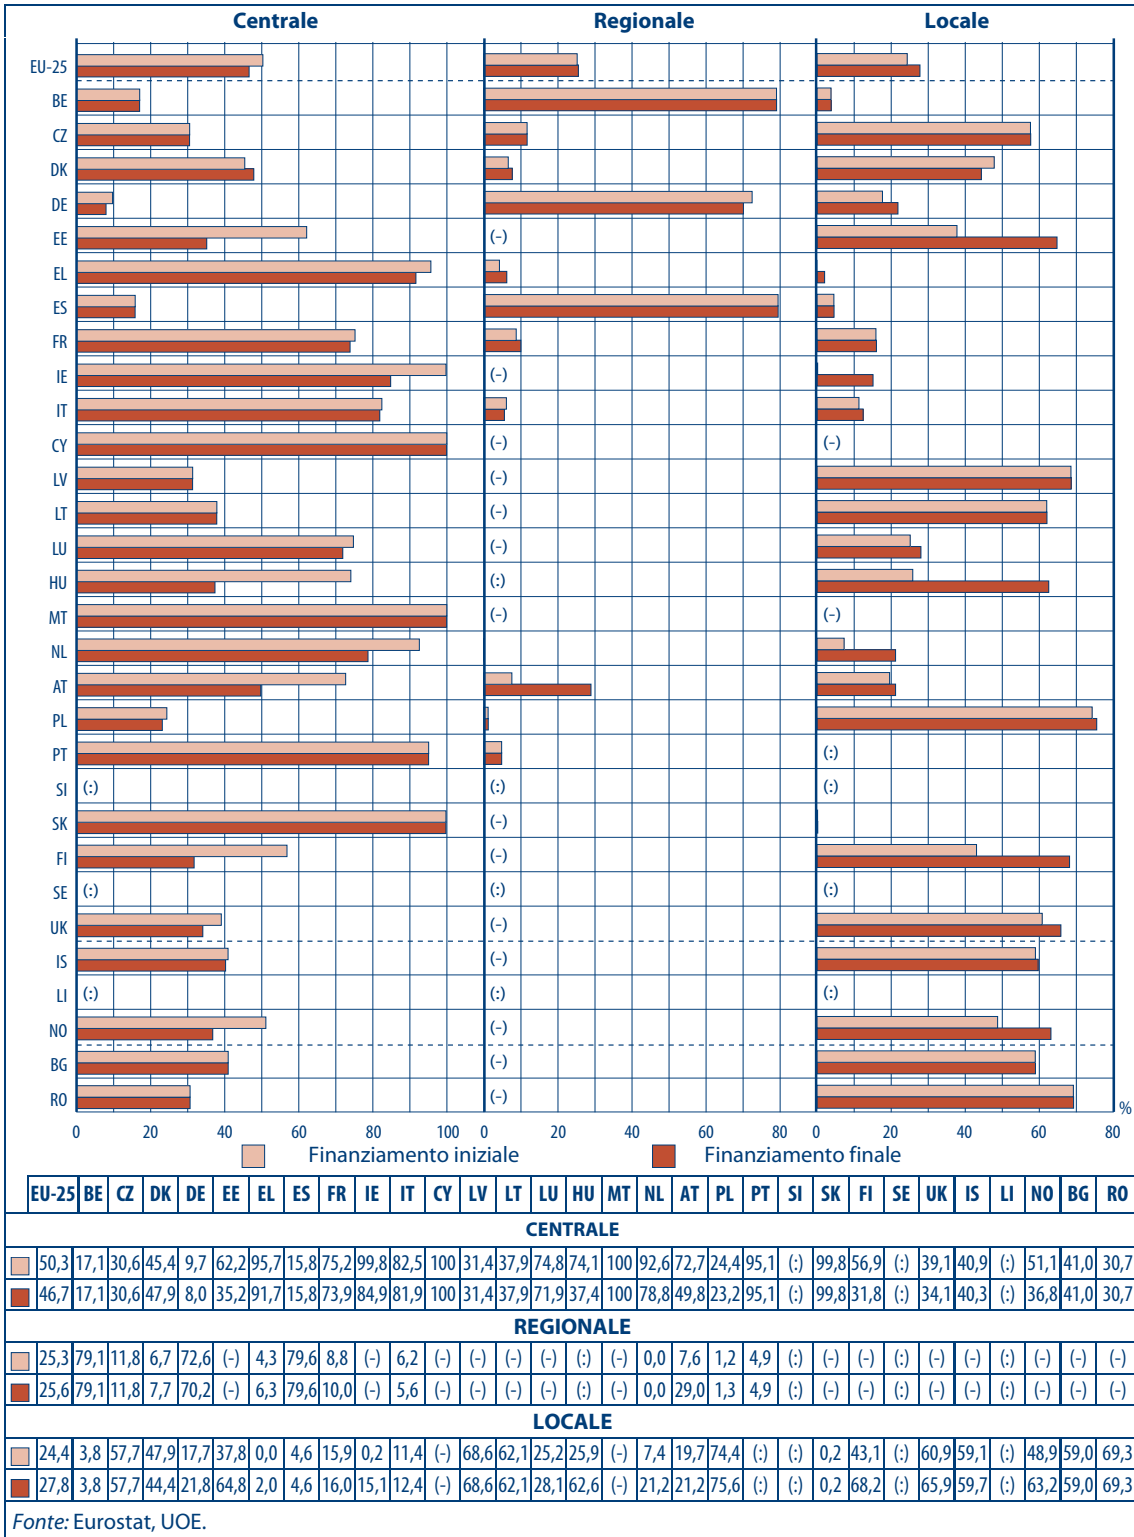 Centrale Regionale Locale
EU-25
BE
CZ
DK
DE
EE (-)
EL
ES
FR
IE (-)
IT
CY (-) (-)
LV (-)
LT (-)
LU (-)
HU (:)
MT (-) (-)
NL
AT
PL
PT (:)
SI (:) (:) (:)
SK (-)
FI (-)
SE (:) (:) (:)
UK (-)
IS (-)
LI (:) (:) (:)
NO (-)
BG (-)
RO (-)
%
0 20 40 60 80 100 0 20 40 60 80 0 20 40 60 80
Finanziamento iniziale Finanziamento finale
EU-25 BE CZ DK DE EE EL ES FR IE IT CY LV LT LU HU MT NL AT PL PT SI SK FI SE UK IS LI NO BG RO
CENTRALE
50,3 17,1 30,6 45,4 9,7 62,2 95,7 15,8 75,2 99,8 82,5 100 31,4 37,9 74,8 74,1 100 92,6 72,7 24,4 95,1 (:) 99,8 56,9 (:) 39,1 40,9 (:) 51,1 41,0 30,7
46,7 17,1 30,6 47,9 8,0 35,2 91,7 15,8 73,9 84,9 81,9 100 31,4 37,9 71,9 37,4 100 78,8 49,8 23,2 95,1 (:) 99,8 31,8 (:) 34,1 40,3 (:) 36,8 41,0 30,7
REGIONALE
25,3 79,1 11,8 6,7 72,6 (-) 4,3 79,6 8,8 (-) 6,2 (-) (-) (-) (-) (:) (-) 0,0 7,6 1,2 4,9 (:) (-) (-) (:) (-) (-) (:) (-) (-) (-)
25,6 79,1 11,8 7,7 70,2 (-) 6,3 79,6 10,0 (-) 5,6 (-) (-) (-) (-) (:) (-) 0,0 29,0 1,3 4,9 (:) (-) (-) (:) (-) (-) (:) (-) (-) (-)
LOCALE
24,4 3,8 57,7 47,9 17,7 37,8 0,0 4,6 15,9 0,2 11,4 (-) 68,6 62,1 25,2 25,9 (-) 7,4 19,7 74,4 (:) (:) 0,2 43,1 (:) 60,9 59,1 (:) 48,9 59,0 69,3
27,8 3,8 57,7 44,4 21,8 64,8 2,0 4,6 16,0 15,1 12,4 (-) 68,6 62,1 28,1 62,6 (-) 21,2 21,2 75,6 (:) (:) 0,2 68,2 (:) 65,9 59,7 (:) 63,2 59,0 69,3
Fonte: Eurostat, UOE.